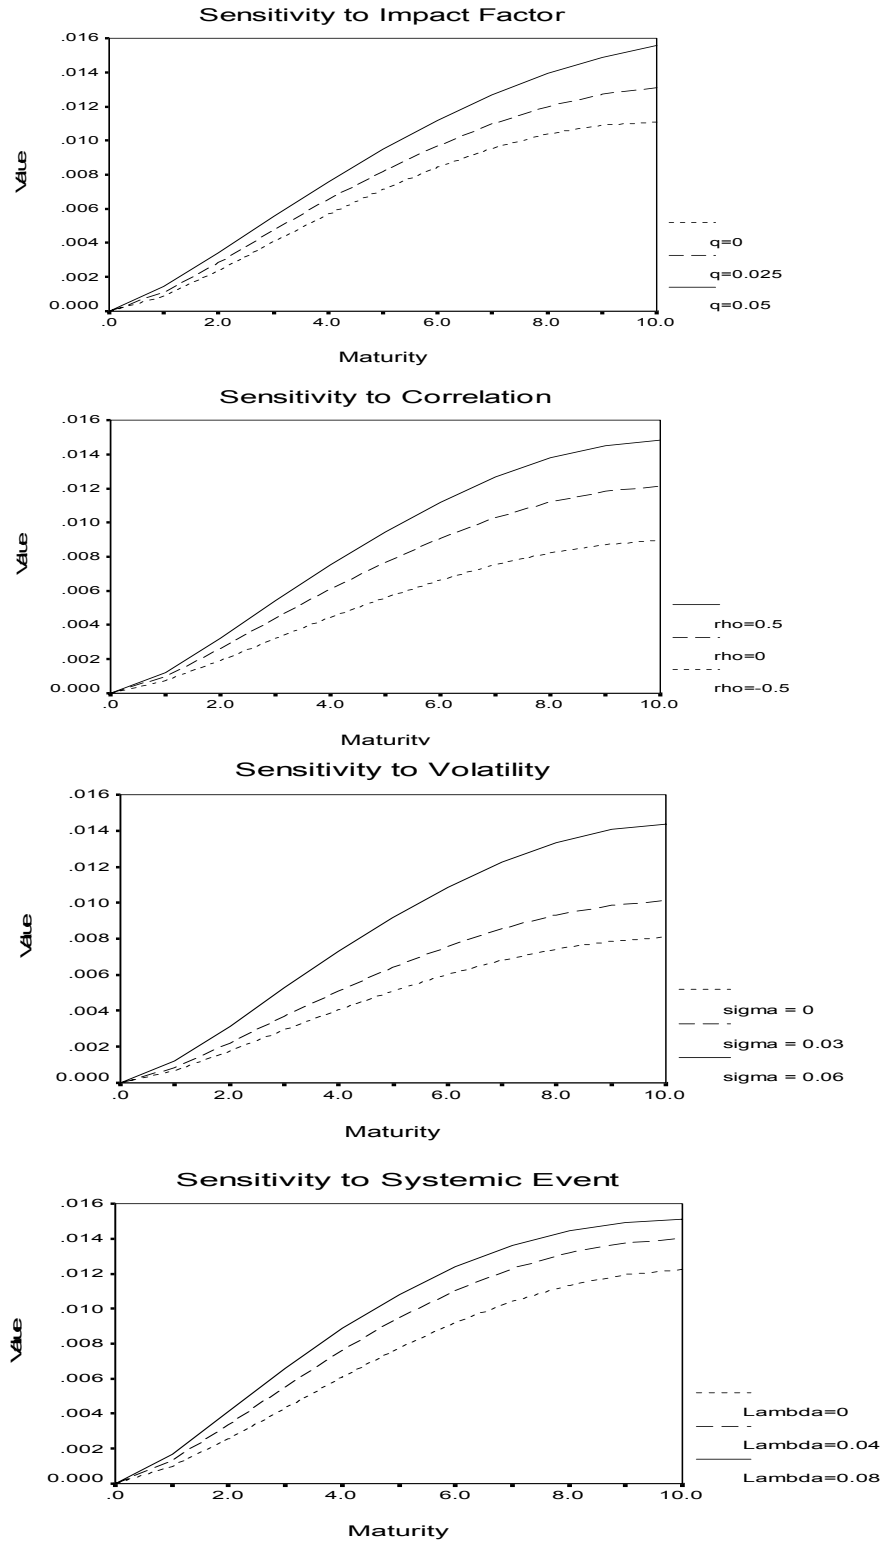 Sensitivity to Impact Factor
.016
.014
.012
.010
Value
.008
.006
.004
.002
0.000
q=0
q=0.025
q=0.05
.0 2.0 4.0 6.0 8.0 10.0
Maturity
Sensitivity to Correlation
.016
.014
.012
.010
Value
.008
.006
.004
.002
0.000
rho=0.5
rho=0
rho=-0.5
.0 2.0 4.0 6.0 8.0 10.0
Maturity
Sensitivity to Volatility
.016
.014
.012
.010
Value
.008
.006
.004
.002
0.000
sigma = 0
sigma = 0.03
sigma = 0.06
.0 2.0 4.0 6.0 8.0 10.0
Maturity
Sensitivity to Systemic Event
.016
.014
.012
.010
Value
.008
.006
.004
.002
0.000
Lambda=0
Lambda=0.04
Lambda=0.08
.0 2.0 4.0 6.0 8.0 10.0
Maturity